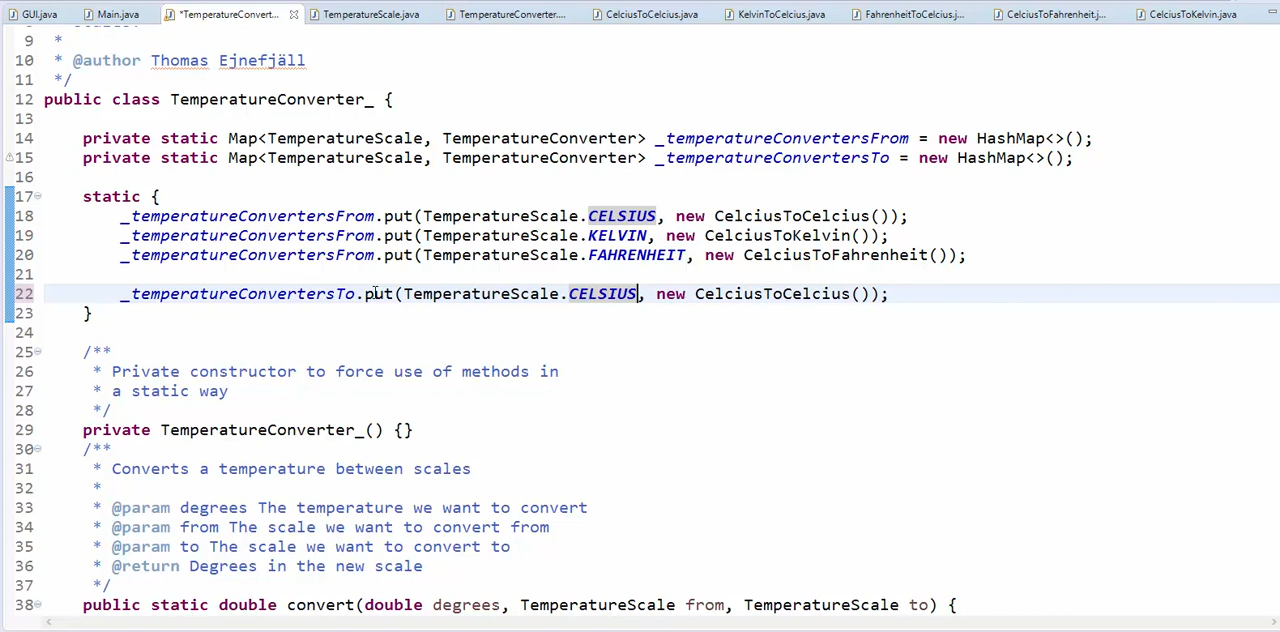 GUI.java Main.java *TemperatureConvert... TemperatureScale.java TemperatureConverter.... CelciusToCelcius.java KelvinToCelcius.java FahrenheitToCelcius.j... CelciusToFahrenheit.j... CelciusToKelvin.java
9 *
10 * @author Thomas Ejnefjäll
11 */
12 public class TemperatureConverter_ {
13
14 private static Map<TemperatureScale, TemperatureConverter> _temperatureConvertersFrom = new HashMap<>();
15 private static Map<TemperatureScale, TemperatureConverter> _temperatureConvertersTo = new HashMap<>();
16
17 static {
18 _temperatureConvertersFrom.put(TemperatureScale.CELSIUS, new CelciusToCelcius());
19 _temperatureConvertersFrom.put(TemperatureScale.KELVIN, new CelciusToKelvin());
20 _temperatureConvertersFrom.put(TemperatureScale.FAHRENHEIT, new CelciusToFahrenheit());
21
22 _temperatureConvertersTo.put(TemperatureScale.CELSIUS, new CelciusToCelcius());
23 }
24
25 /**
26 * Private constructor to force use of methods in
27 * a static way
28 */
29 private TemperatureConverter_() {}
30 /**
31 * Converts a temperature between scales
32 *
33 * @param degrees The temperature we want to convert
34 * @param from The scale we want to convert from
35 * @param to The scale we want to convert to
36 * @return Degrees in the new scale
37 */
38 public static double convert(double degrees, TemperatureScale from, TemperatureScale to) {